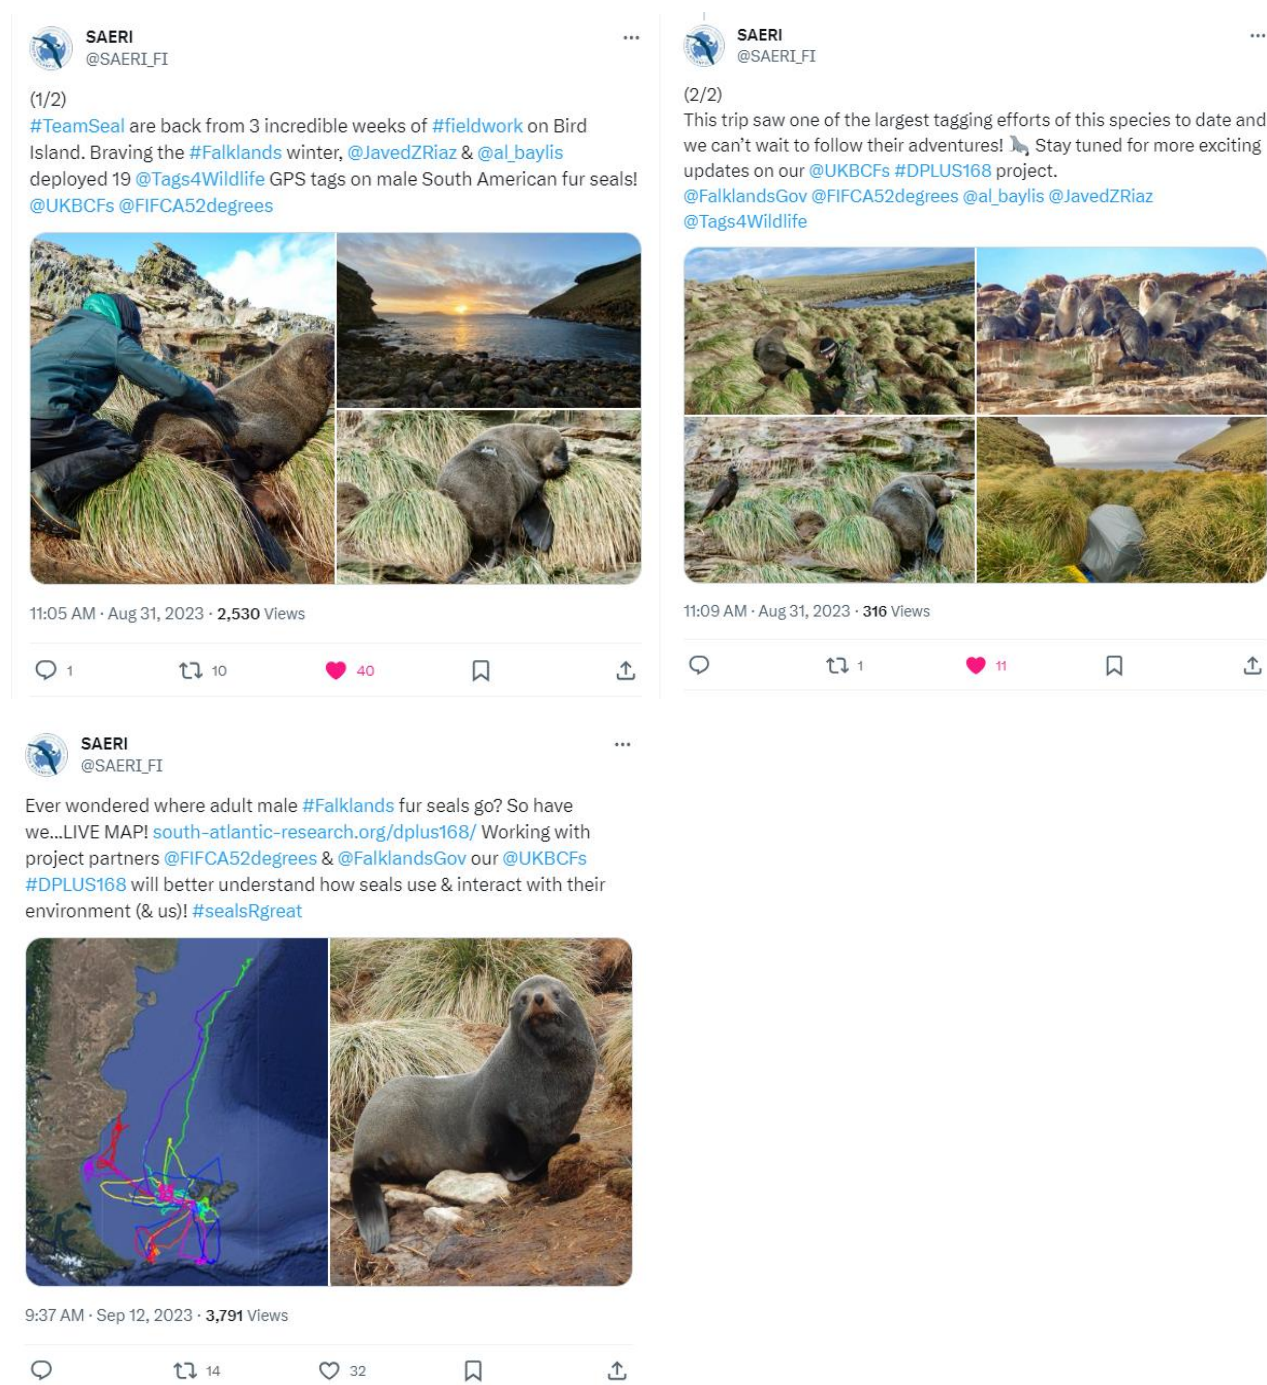 SAERI
@SAERI_FI
(1/2)
#TeamSeal are back from 3 incredible weeks of #fieldwork on Bird
Island. Braving the #Falklands winter, @JavedZRiaz & @al_baylis
deployed 19 @Tags4Wildlife GPS tags on male South American fur seals!
@UKBCFs @FIFCA52degrees
11:05 AM · Aug 31, 2023 · 2,530 Views
1 10 40
SAERI
@SAERI_FI
(2/2)
This trip saw one of the largest tagging efforts of this species to date and
we can’t wait to follow their adventures! 🦭 Stay tuned for more exciting
updates on our @UKBCFs #DPLUS168 project.
@FalklandsGov @FIFCA52degrees @al_baylis @JavedZRiaz
@Tags4Wildlife
11:09 AM · Aug 31, 2023 · 316 Views
1 11
SAERI
@SAERI_FI
Ever wondered where adult male #Falklands fur seals go? So have
we...LIVE MAP! south-atlantic-research.org/dplus168/ Working with
project partners @FIFCA52degrees & @FalklandsGov our @UKBCFs
#DPLUS168 will better understand how seals use & interact with their
environment (& us)! #sealsRgreat
9:37 AM · Sep 12, 2023 · 3,791 Views
14 32